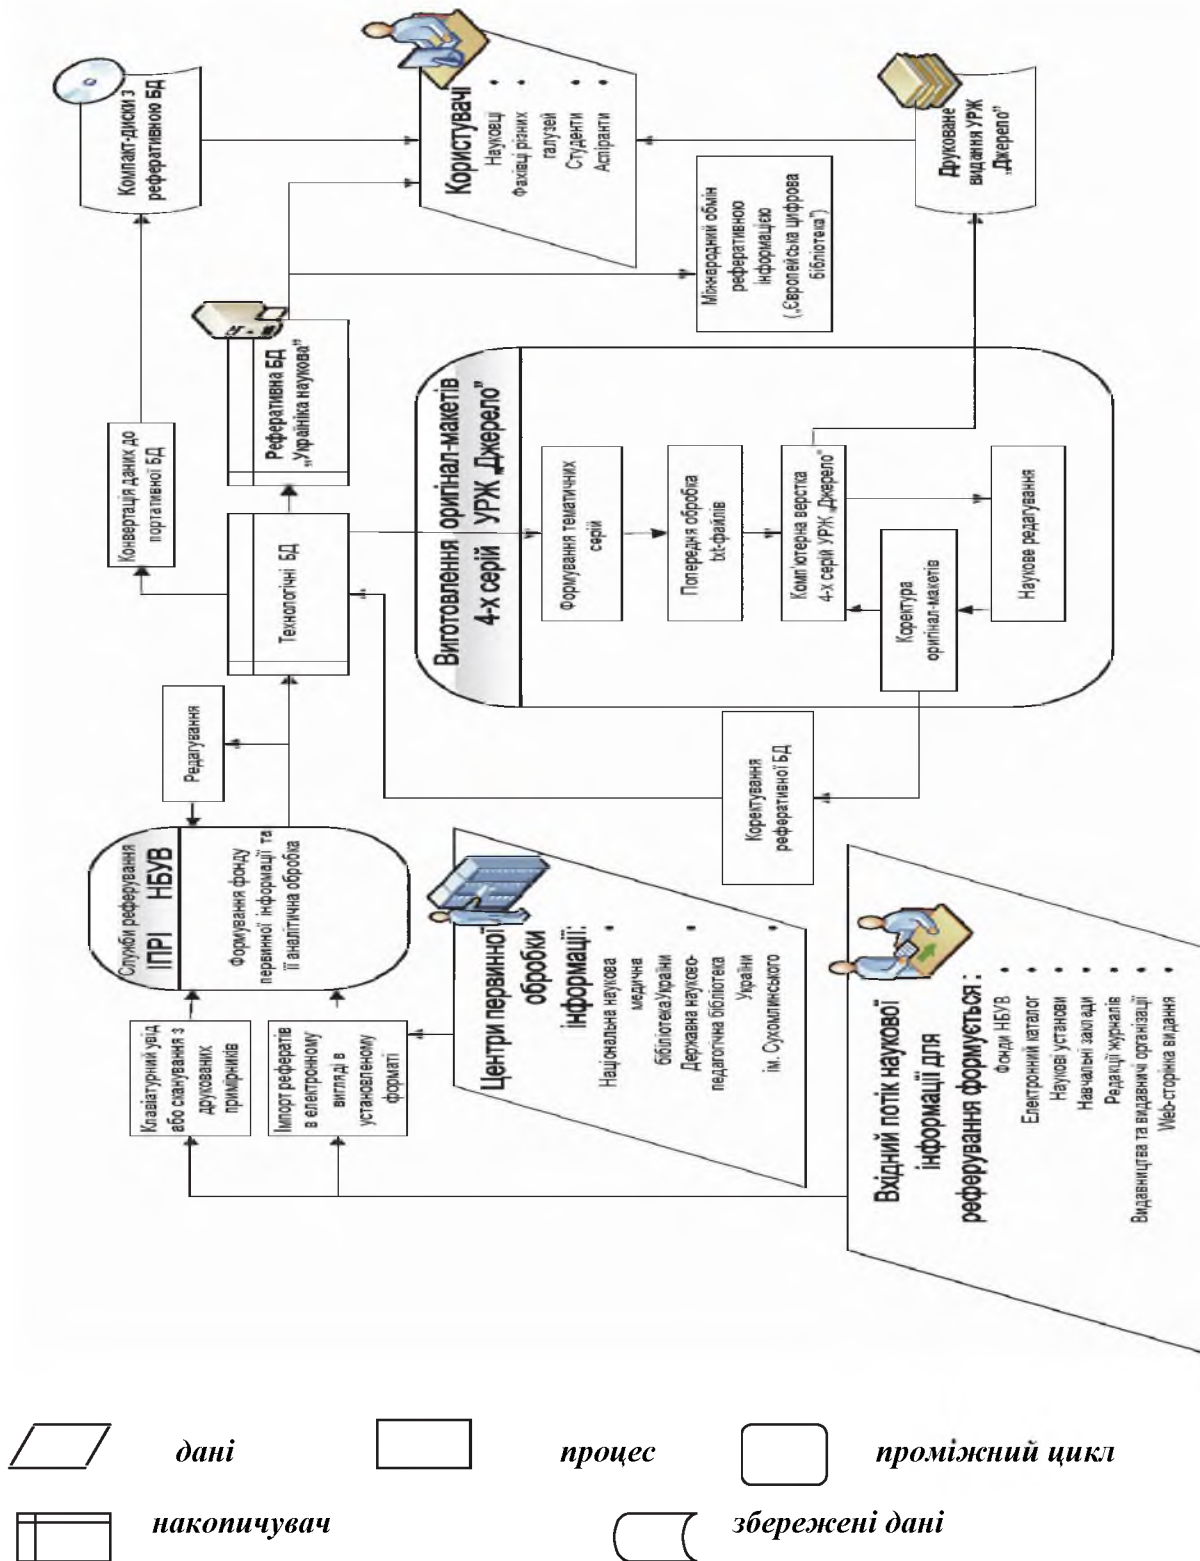 Вхідний потік наукової
інформації для
реферування формується :
• Фонди НБУВ
• Електронний каталог
• Наукові установи
• Навчальні заклади
• Редакції журналів
• Видавництва та видавничі організації
• Web-сторінка видання
Центри первинної
обробки
інформації:
• Національна наукова
медична
бібліотекаУкраїни
• Державна науково-
педагогічна бібліотека
України
• ім. Сухомлинського
Клавіатурний увід
або сканування з
друкованих
примірників
Імпорт рефератів
в електронному
вигляді в
установленому
форматі
Служби реферування
ІПРІ НБУВ
Формування фонду
первинної інформації та
її аналітична обробка
Редагування
Коректування
реферативної БД
Технологічні БД
Конвертація даних до
портативної БД
Реферативна БД
„Україніка наукова”
Виготовлення оригінал-макетів
4-х серій УРЖ „Джерело”
Формування тематичних
серій
Попередня обробка
txt-файлів
Комп'ютерна верстка
4-х серій УРЖ „Джерело”
Коректура
оригінал-макетів
Наукове редагування
Міжнародний обмін
реферативною
інформацією
(„Європейська цифрова
бібліотека”)
Компакт-диски з
реферативною БД
Користувачі
• Науковці
• Фахівці різних
галузей
• Студенти
• Аспіранти
Друковане
видання УРЖ
„Джерело”
дані
процес
проміжний цикл
накопичувач
збережені дані